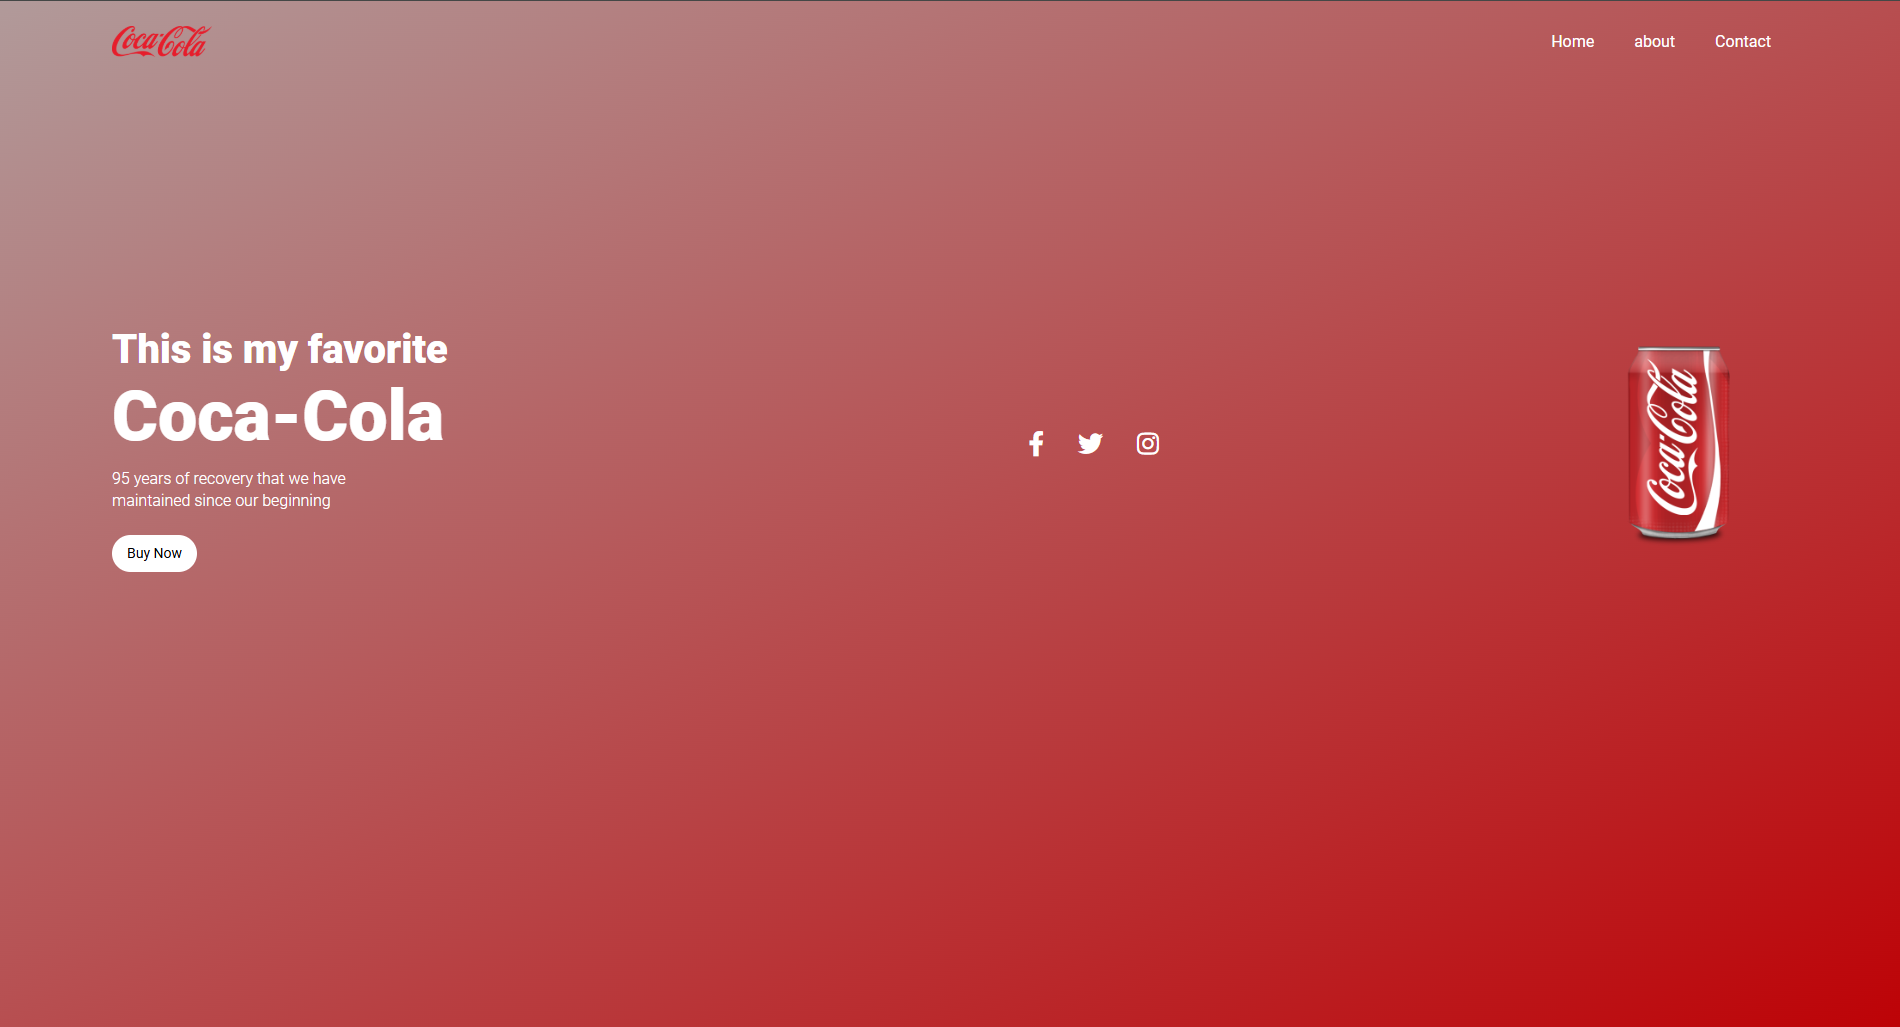 Coca-Cola
Home about Contact
This is my favorite
Coca-Cola
95 years of recovery that we have
maintained since our beginning
Buy Now
Coca-Cola